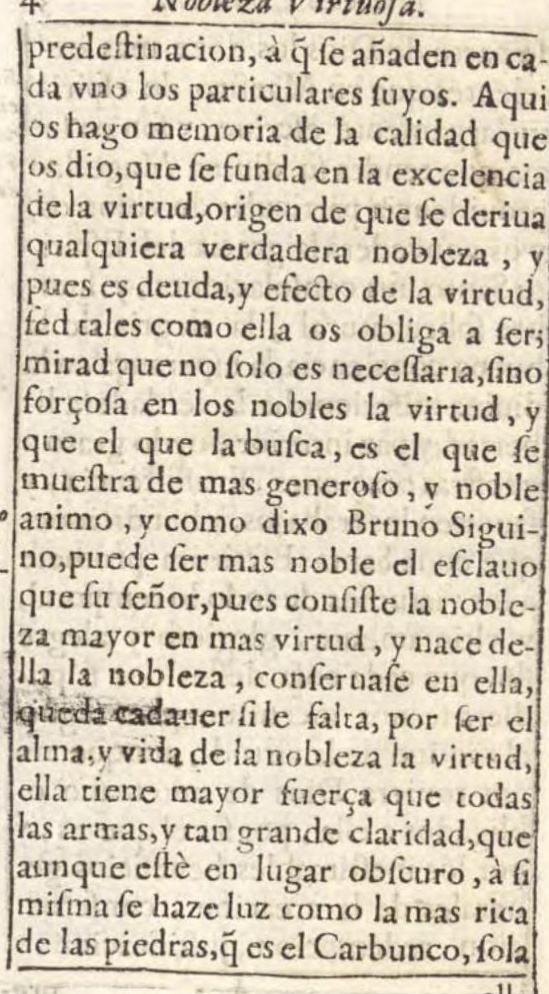 4 Nobleza Virtuosa.
predeſtinacion, à q̃ ſe añaden en ca-
da vno los particulares ſuyos. Aqui
os hago memoria de la calidad que
os dio, que ſe funda en la excelencia
de la virtud, origen de que ſe deriua
qualquiera verdadera nobleza, y
pues es deuda, y efecto de la virtud,
ſed tales como ella os obliga a ſer;
mirad que no ſolo es neceſſaria, ſino
forçoſa en los nobles la virtud, y
que el que la buſca, es el que ſe
mueſtra de mas generoſo, y noble
animo, y como dixo Bruno Sigui-
no, puede ſer mas noble el eſclauo
que ſu ſeñor, pues conſiſte la noble-
za mayor en mas virtud, y nace de-
lla la nobleza, conſeruaſe en ella,
queda cadauer ſi le falta, por ſer el
alma, y vida de la nobleza la virtud,
ella tiene mayor fuerça que todas
las armas, y tan grande claridad, que
aunque eſtè en lugar obſcuro, à ſi
miſma ſe haze luz como la mas rica
de las piedras, q̃ es el Carbunco, ſola